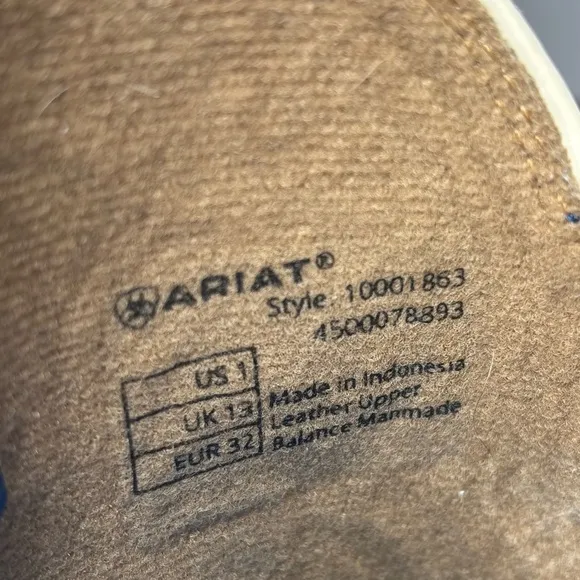 ARIAT®
Style 10001863
4500078893
US 1
UK 13
EUR 32
Made in Indonesia
Leather Upper
Balance Manmade